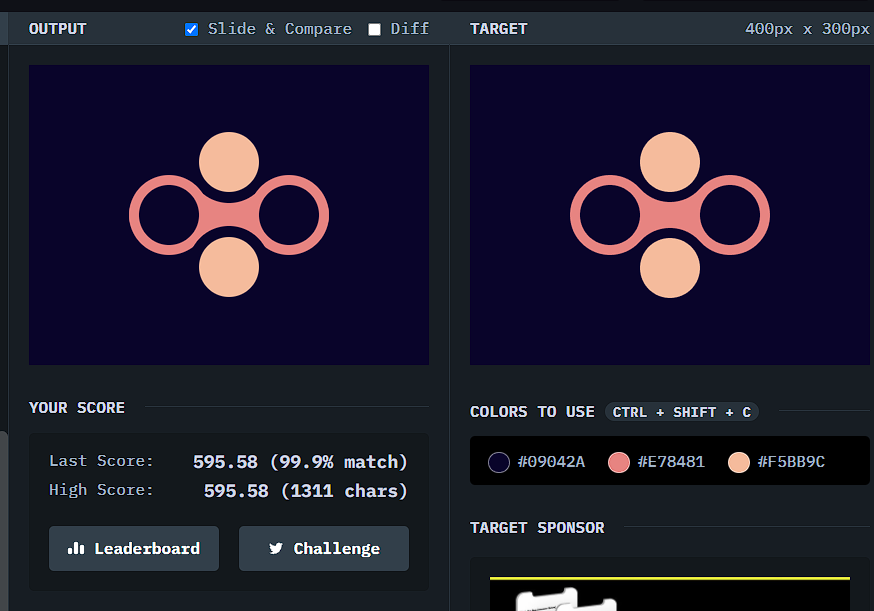 OUTPUT
Slide & Compare
Diff
TARGET
400px x 300px
YOUR SCORE
Last Score: 595.58 (99.9% match)
High Score: 595.58 (1311 chars)
Leaderboard
Challenge
COLORS TO USE CTRL + SHIFT + C
#09042A #E78481 #F5BB9C
TARGET SPONSOR